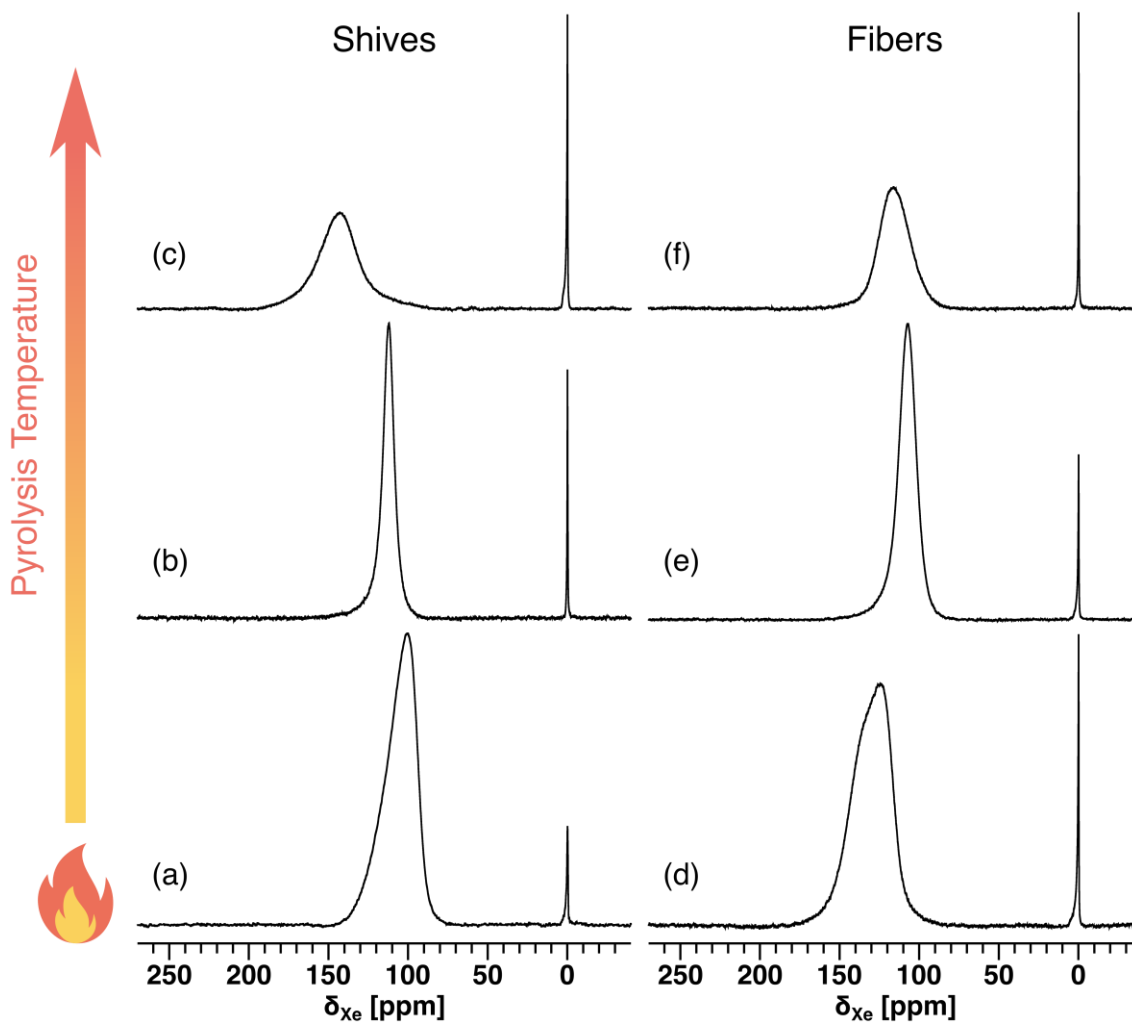 Shives
Fibers
Pyrolysis Temperature
(c)
(f)
(b)
(e)
(a)
(d)
250 200 150 100 50 0
250 200 150 100 50 0
δXe [ppm]
δXe [ppm]